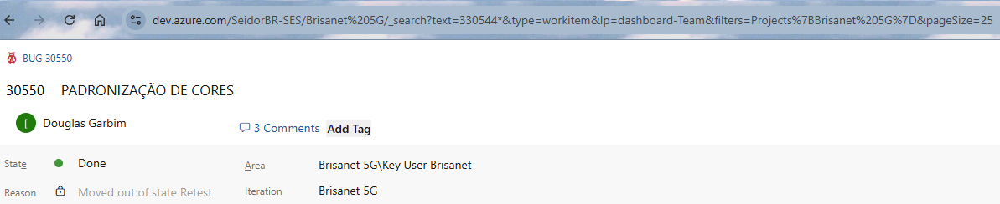 dev.azure.com/SeidorBR-SES/Brisanet%205G/_search?text=330544*&type=workitem&lp=dashboard-Team&filters=Projects%7BBrisanet%205G%7D&pageSize=25
BUG 30550
30550 PADRONIZAÇÃO DE CORES
[ Douglas Garbim 3 Comments Add Tag
State Done Area Brisanet 5G\Key User Brisanet
Reason Moved out of state Retest Iteration Brisanet 5G